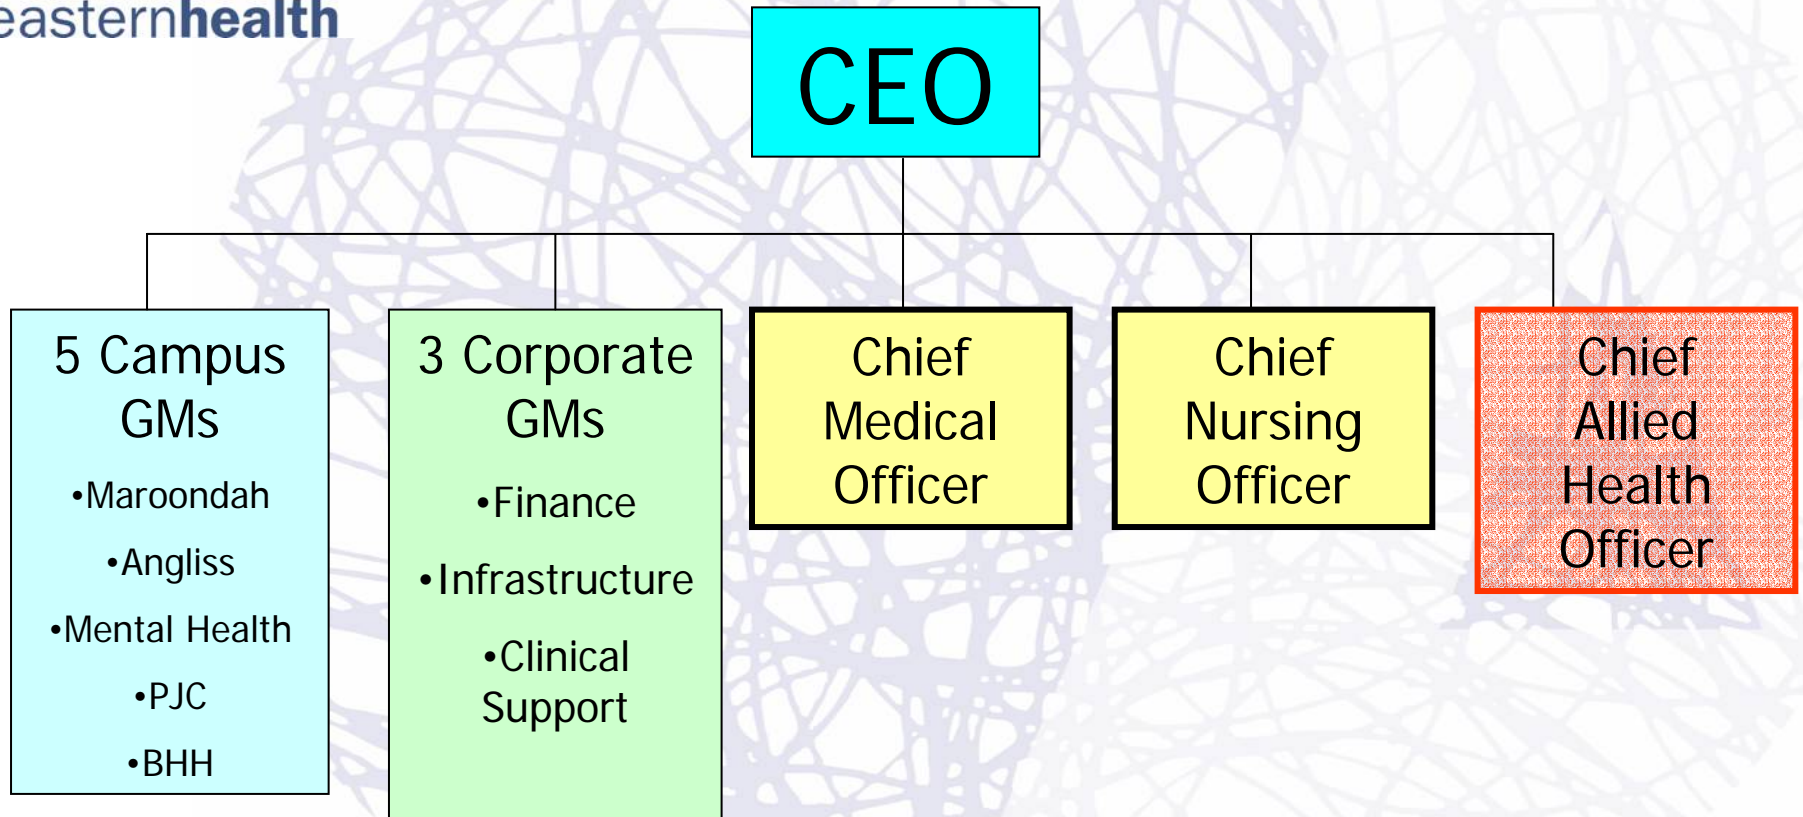 easternhealth
CEO
5 Campus
GMs
•Maroondah
•Angliss
•Mental Health
•PJC
•BHH
3 Corporate
GMs
•Finance
•Infrastructure
•Clinical
Support
Chief
Medical
Officer
Chief
Nursing
Officer
Chief
Allied
Health
Officer